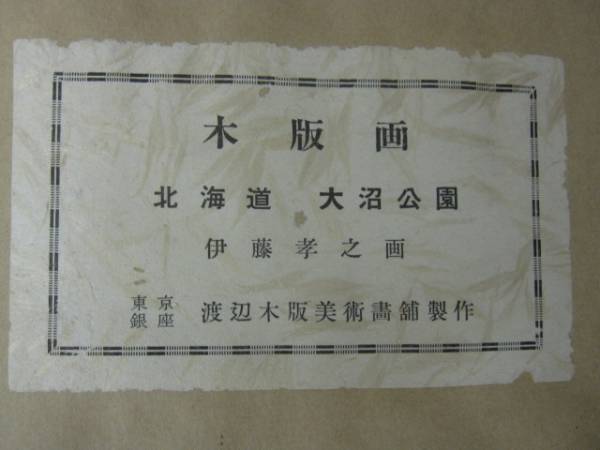 木版画
北海道 大沼公園
伊藤孝之画
東京銀座 渡辺木版美術畵舖製作